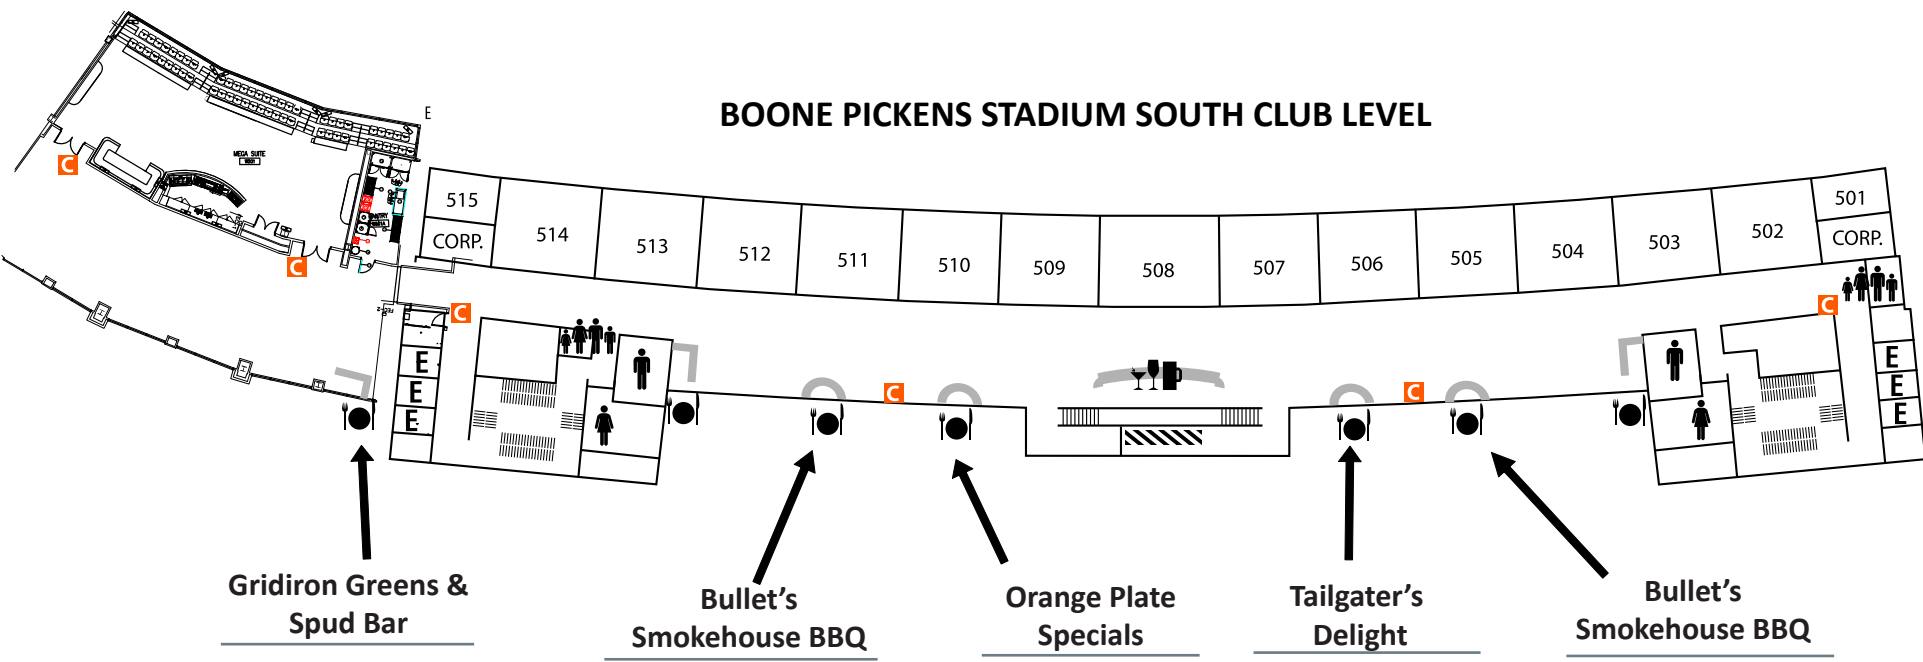 BOONE PICKENS STADIUM SOUTH CLUB LEVEL
E
MEGA SUITE
C
C
515
CORP.
514
513
512
511
510
509
508
507
506
505
504
503
502
501
CORP.
C
C
E
E
E
C
C
E
E
E
Gridiron Greens &
Spud Bar
Bullet's
Smokehouse BBQ
Orange Plate
Specials
Tailgater's
Delight
Bullet's
Smokehouse BBQ